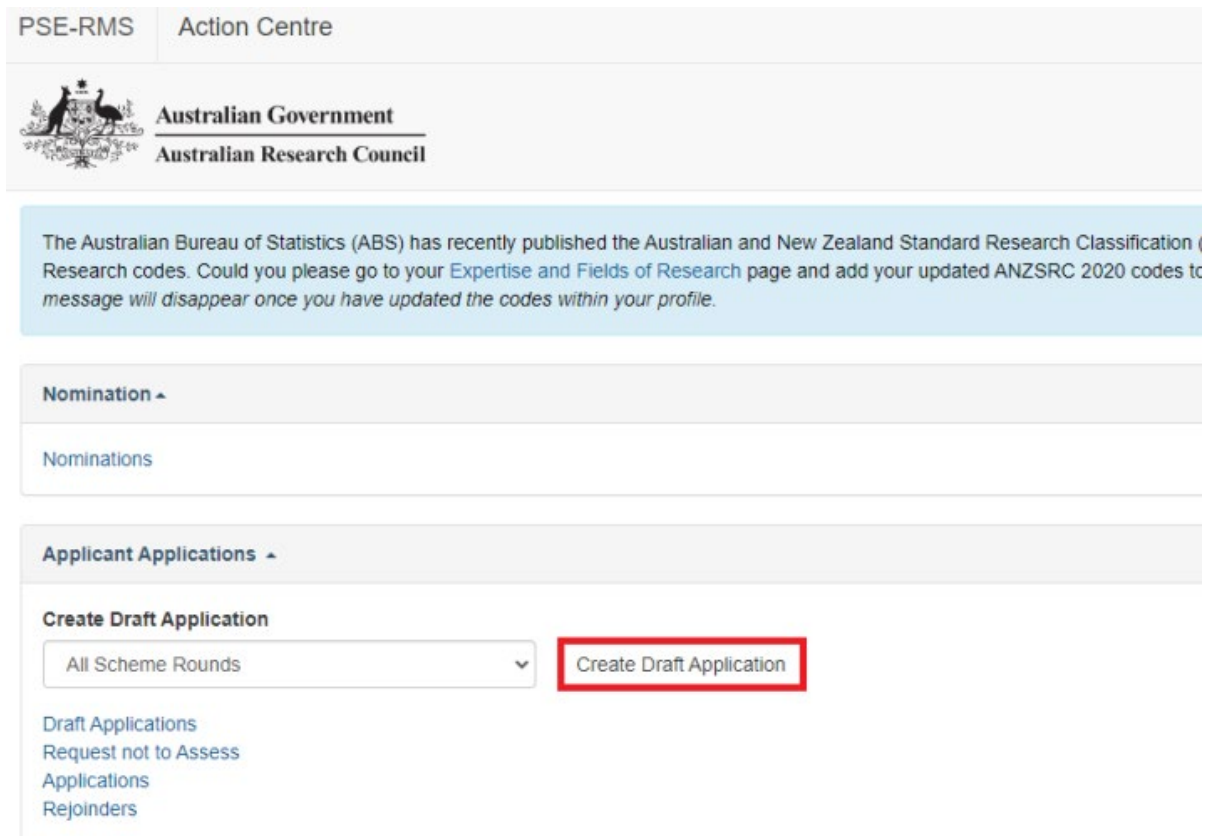 PSE-RMS Action Centre
Australian Government
Australian Research Council
The Australian Bureau of Statistics (ABS) has recently published the Australian and New Zealand Standard Research Classification (
Research codes. Could you please go to your Expertise and Fields of Research page and add your updated ANZSRC 2020 codes to
message will disappear once you have updated the codes within your profile.
Nomination
Nominations
Applicant Applications
Create Draft Application
All Scheme Rounds Create Draft Application
Draft Applications
Request not to Assess
Applications
Rejoinders